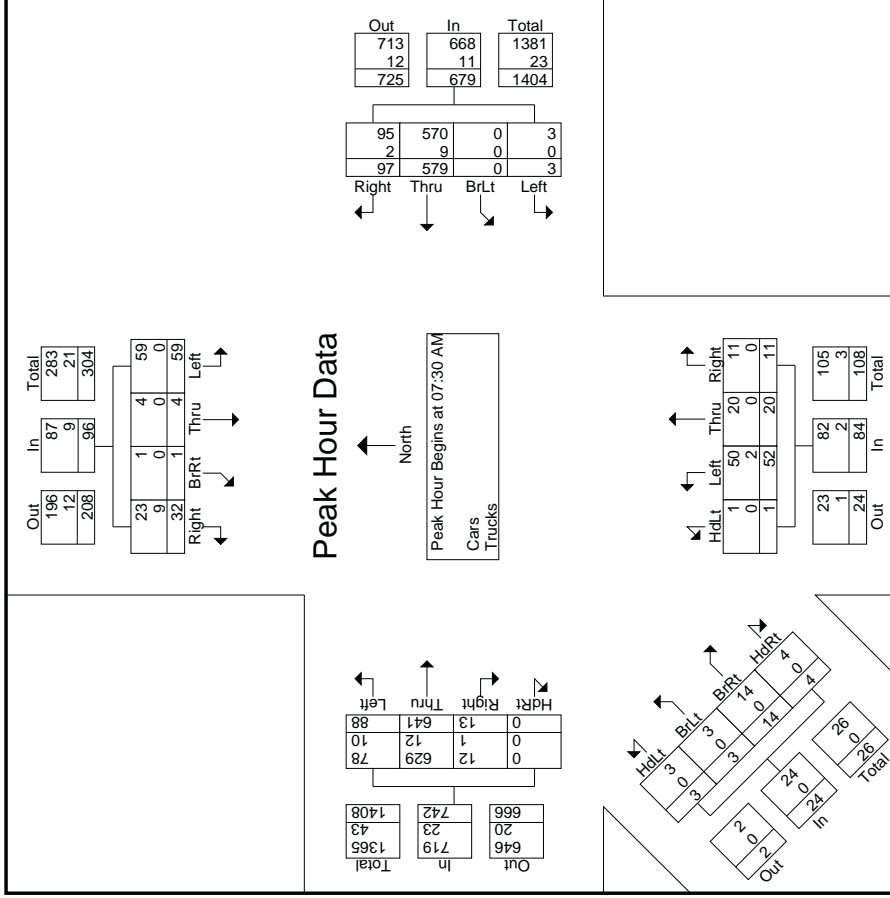 Out In Total
713 668 1381
12 11 23
725 679 1404
95 570 0 3
2 9 0 0
97 579 0 3
Right Thru BrLt Left
Total
283
21
304
In
87
9
96
Out
196
12
208
59
0
59
Left
4
0
4
Thru
1
0
1
BrRt
23
9
32
Right
Peak Hour Data
North
Peak Hour Begins at 07:30 AM
Cars
Trucks
Right
11
0
11
Thru
20
0
20
Left
50
2
52
HdLt
1
0
1
105
3
108
Total
82
2
84
In
23
1
24
Out
Left Thru Right HdRt
88 641 13 0
10 12 1 0
78 629 12 0
1408 742 666
43 23 20
1365 719 646
Total In Out
HdLt
3
0
3
BrLt
3
0
3
BrRt
14
0
14
HdRt
4
0
4
2
0
2
Out
24
0
24
In
26
0
26
Total